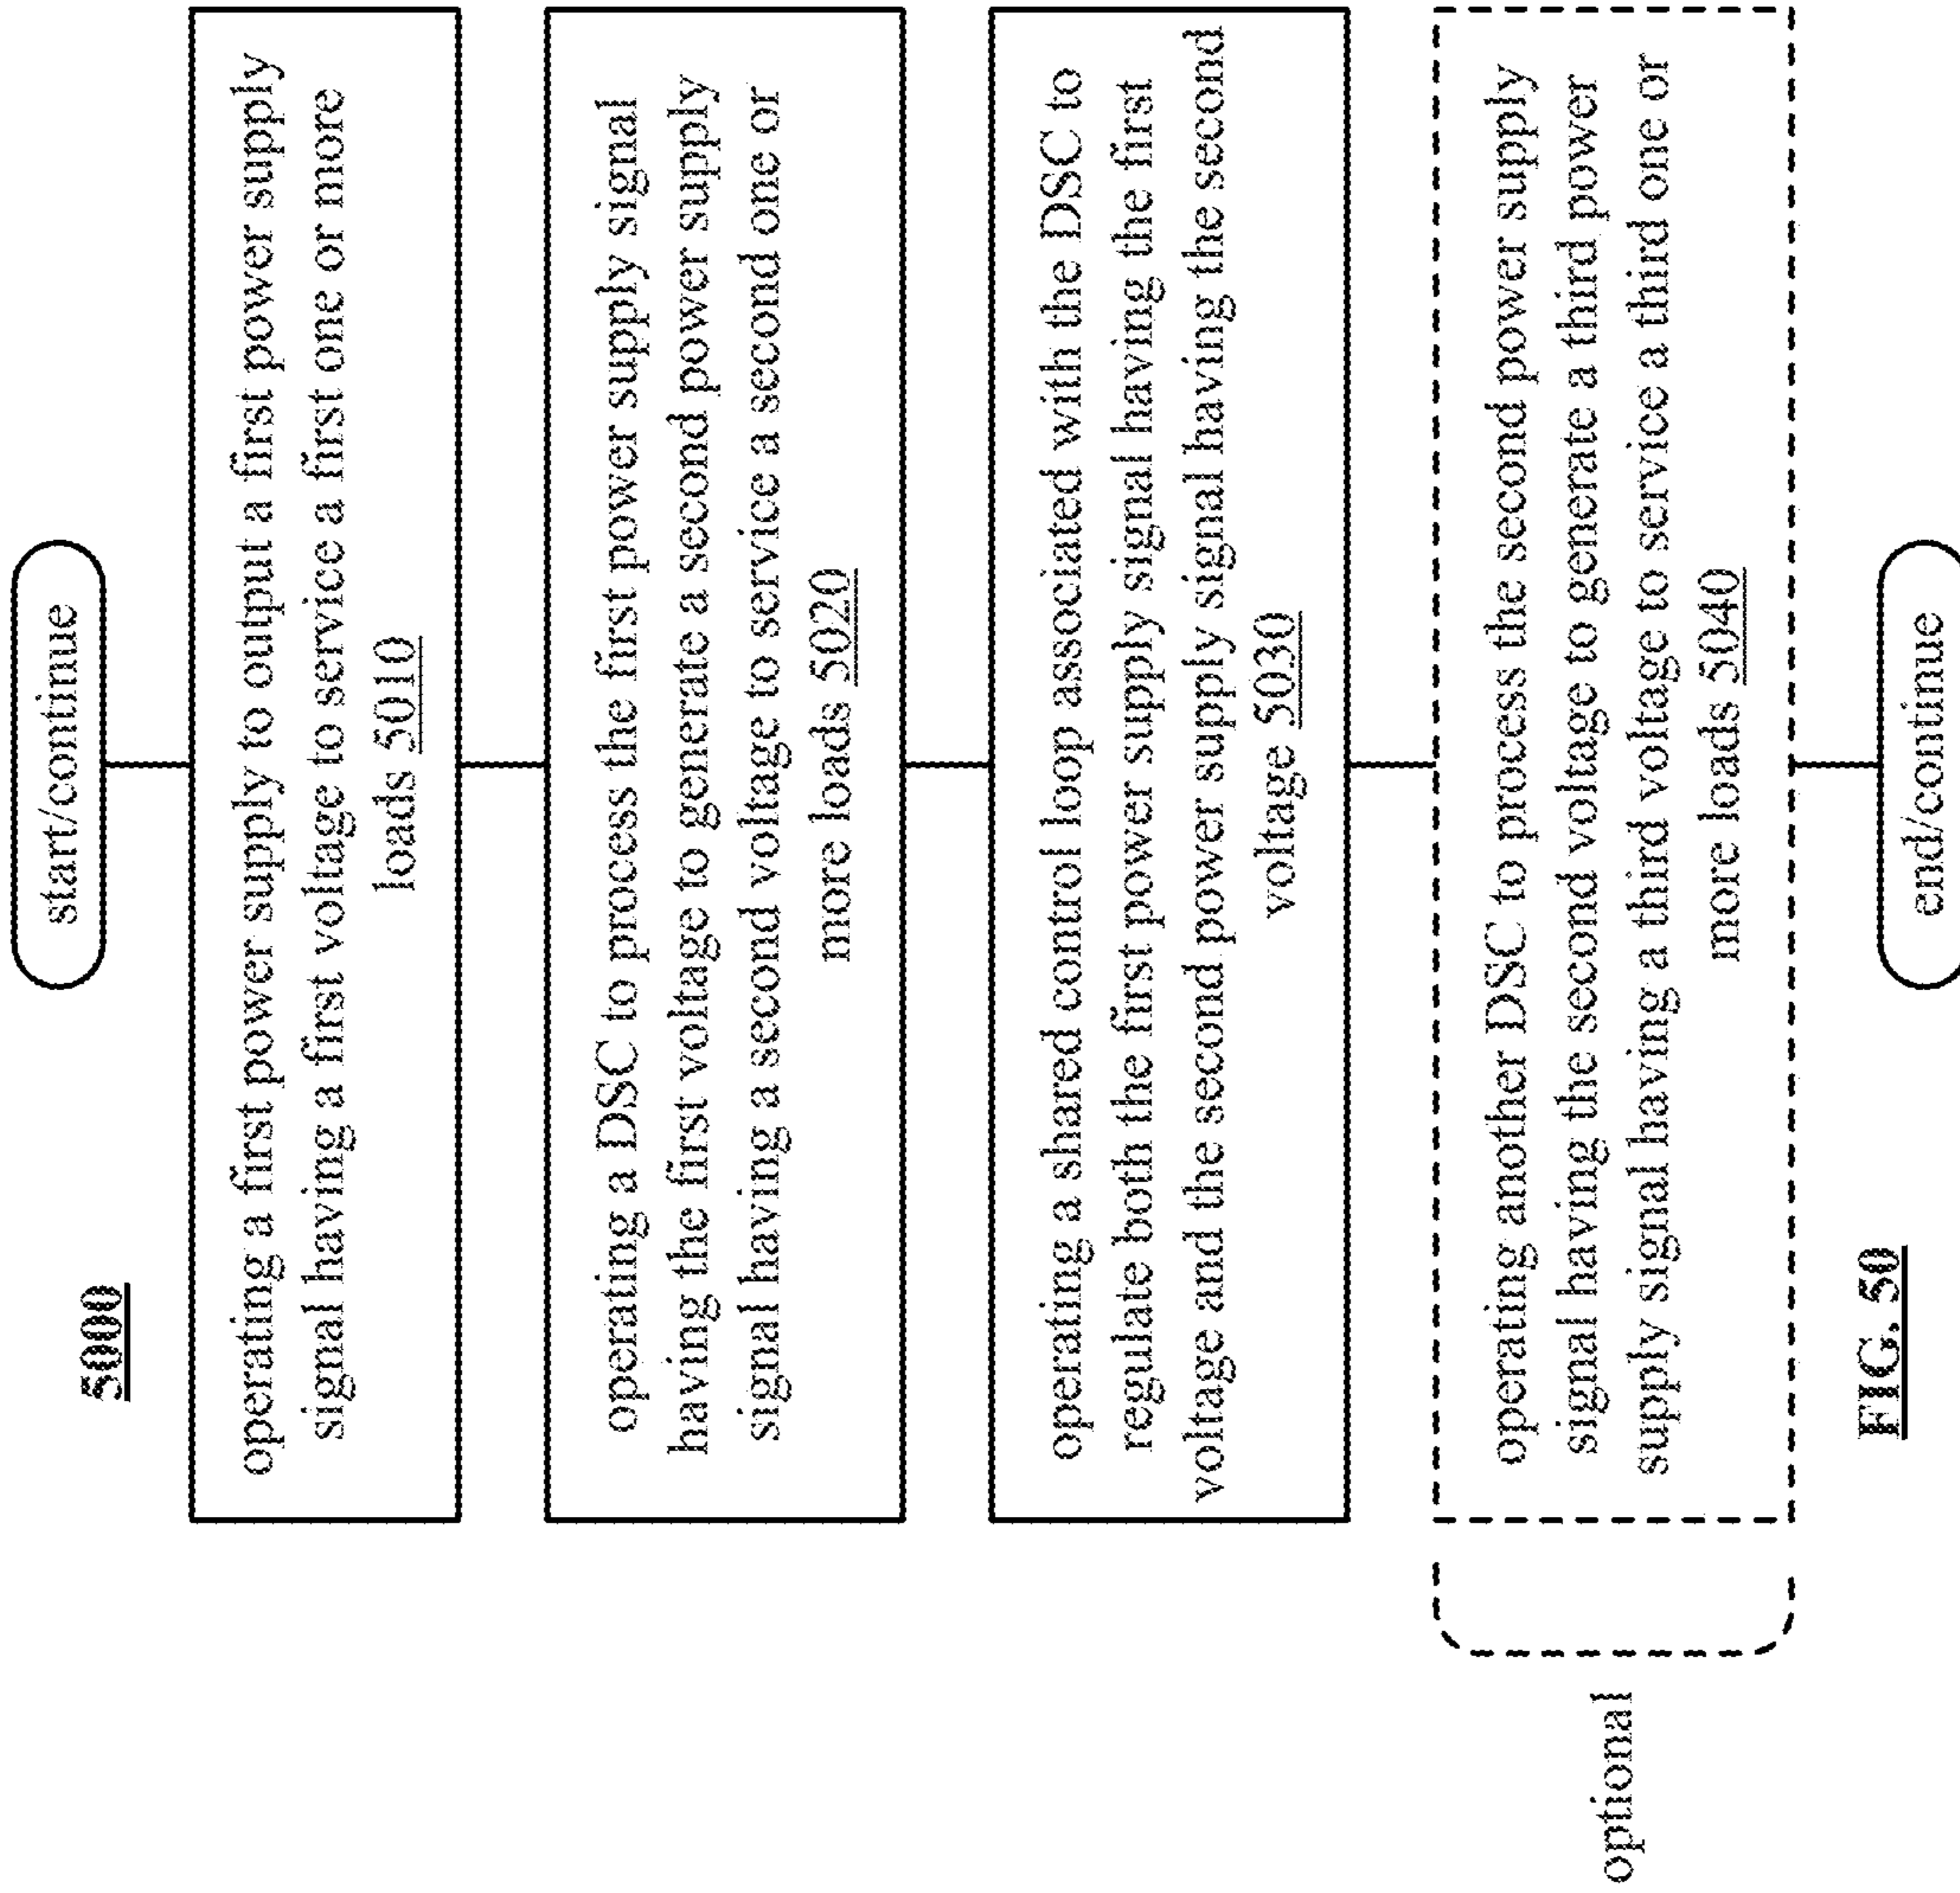 5000
start/continue
operating a first power supply to output a first power supply
signal having a first voltage to service a first one or more
loads 5010
operating a DSC to process the first power supply signal
having the first voltage to generate a second power supply
signal having a second voltage to service a second one or
more loads 5020
operating a shared control loop associated with the DSC to
regulate both the first power supply signal having the first
voltage and the second power supply signal having the second
voltage 5030
optional
operating another DSC to process the second power supply
signal having the second voltage to generate a third power
supply signal having a third voltage to service a third one or
more loads 5040
FIG. 50
end/continue